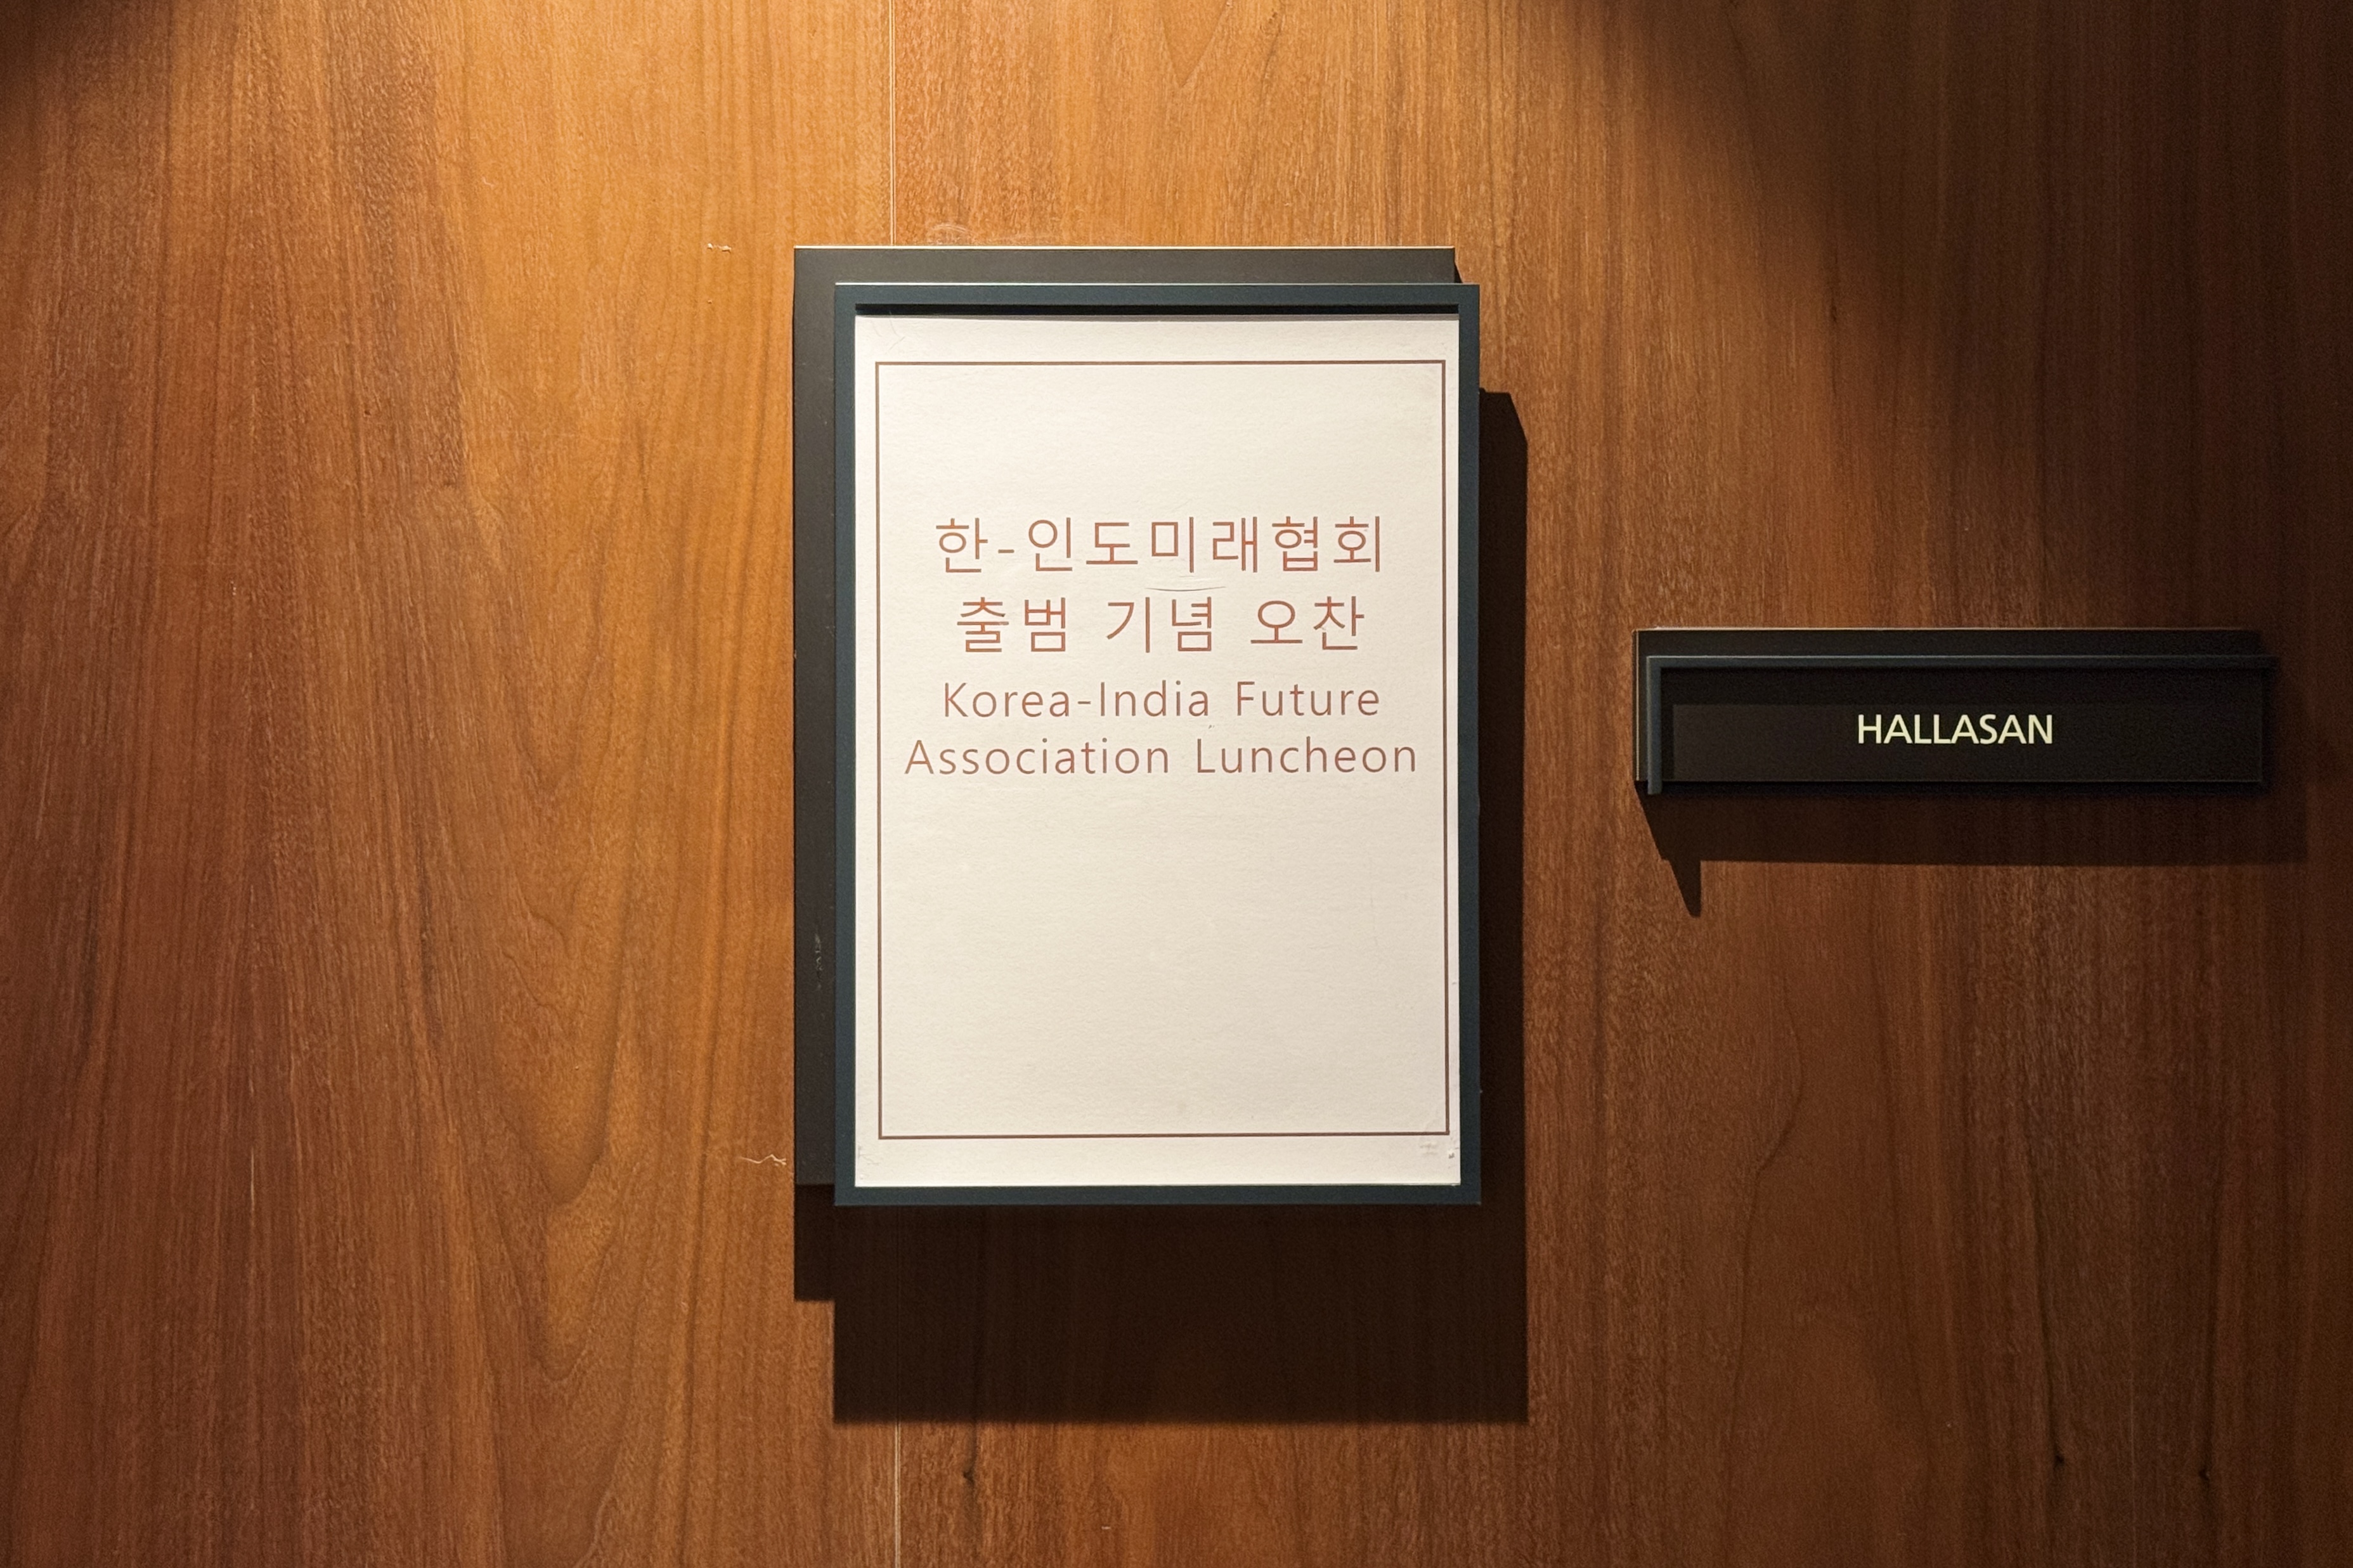 한-인도미래협회
출범 기념 오찬
Korea-India Future
Association Luncheon
HALLASAN